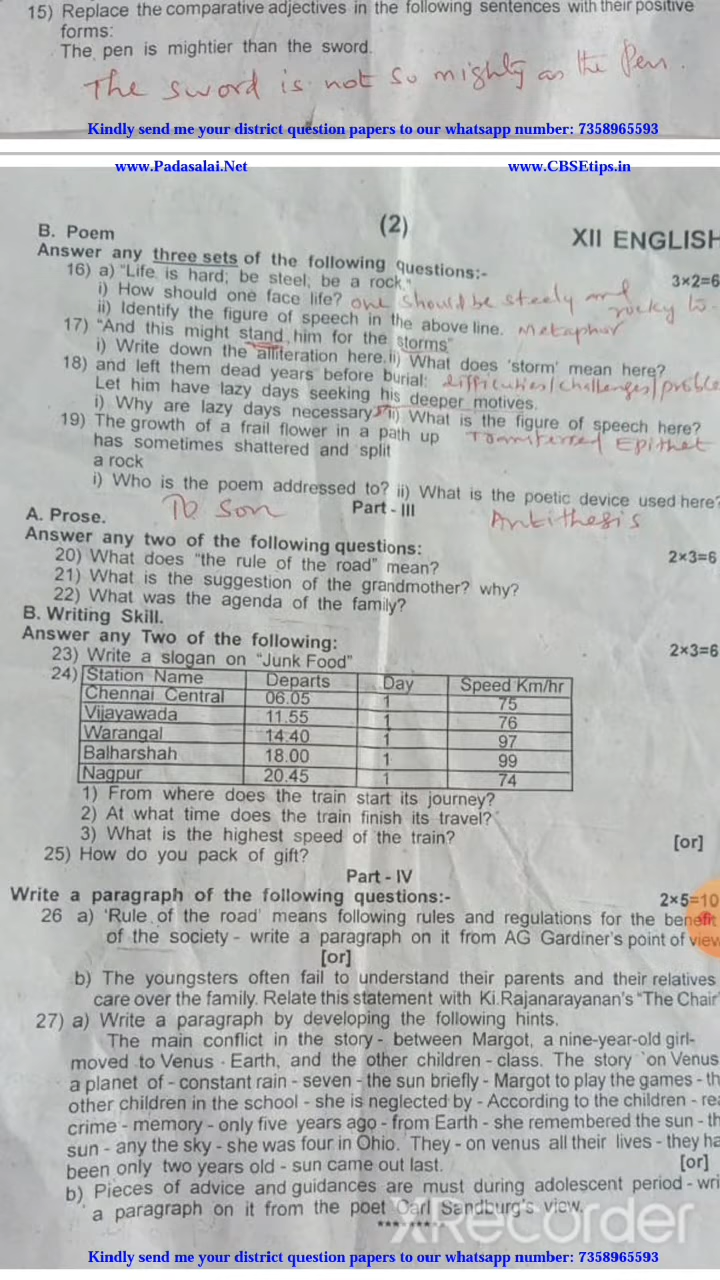 15) Replace the comparative adjectives in the following sentences with their positive
forms:
The pen is mightier than the sword.
The sword is not so mighty as the Pen.
Kindly send me your district question papers to our whatsapp number: 7358965593
www.Padasalai.Net www.CBSEtips.in
(2)
B. Poem XII ENGLISH
Answer any three sets of the following questions:- 3×2=6
16) a) "Life is hard; be steel; be a rock."
i) How should one face life? one should be steely and rocky to.
ii) Identify the figure of speech in the above line. Metaphor
17) "And this might stand him for the storms"
i) Write down the alliteration here. ii) What does 'storm' mean here?
difficulties/challenges/proble
18) and left them dead years before burial:
Let him have lazy days seeking his deeper motives.
i) Why are lazy days necessary? ii) What is the figure of speech here?
Transferred Epithet
19) The growth of a frail flower in a path up
has sometimes shattered and split
a rock
i) Who is the poem addressed to? ii) What is the poetic device used here?
To Son Antithesis
Part - III
A. Prose.
Answer any two of the following questions: 2×3=6
20) What does "the rule of the road" mean?
21) What is the suggestion of the grandmother? why?
22) What was the agenda of the family?
B. Writing Skill.
Answer any Two of the following: 2×3=6
23) Write a slogan on "Junk Food"
24) Station Name Departs Day Speed Km/hr
Chennai Central 06.05 1 75
Vijayawada 11.55 1 76
Warangal 14.40 1 97
Balharshah 18.00 1 99
Nagpur 20.45 1 74
1) From where does the train start its journey?
2) At what time does the train finish its travel?
3) What is the highest speed of the train? [or]
25) How do you pack of gift?
Part - IV
Write a paragraph of the following questions:- 2×5=10
26 a) 'Rule of the road' means following rules and regulations for the benefit
of the society - write a paragraph on it from AG Gardiner's point of view
[or]
b) The youngsters often fail to understand their parents and their relatives
care over the family. Relate this statement with Ki.Rajanarayanan's "The Chair"
27) a) Write a paragraph by developing the following hints.
The main conflict in the story - between Margot, a nine-year-old girl-
moved to Venus - Earth, and the other children - class. The story on Venus
a planet of - constant rain - seven - the sun briefly - Margot to play the games - th
other children in the school - she is neglected by - According to the children - rea
crime - memory - only five years ago - from Earth - she remembered the sun - th
sun - any the sky - she was four in Ohio. They - on venus all their lives - they ha
been only two years old - sun came out last. [or]
b) Pieces of advice and guidances are must during adolescent period - wri
a paragraph on it from the poet Carl Sandburg's view.
*********
XRecorder
Kindly send me your district question papers to our whatsapp number: 7358965593